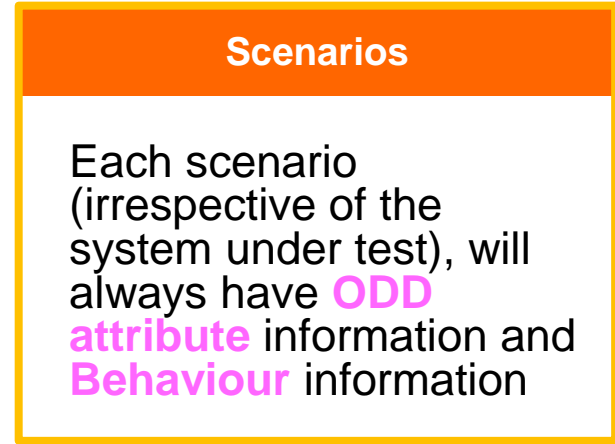 Scenarios
Each scenario
(irrespective of the
system under test), will
always have ODD
attribute information and
Behaviour information